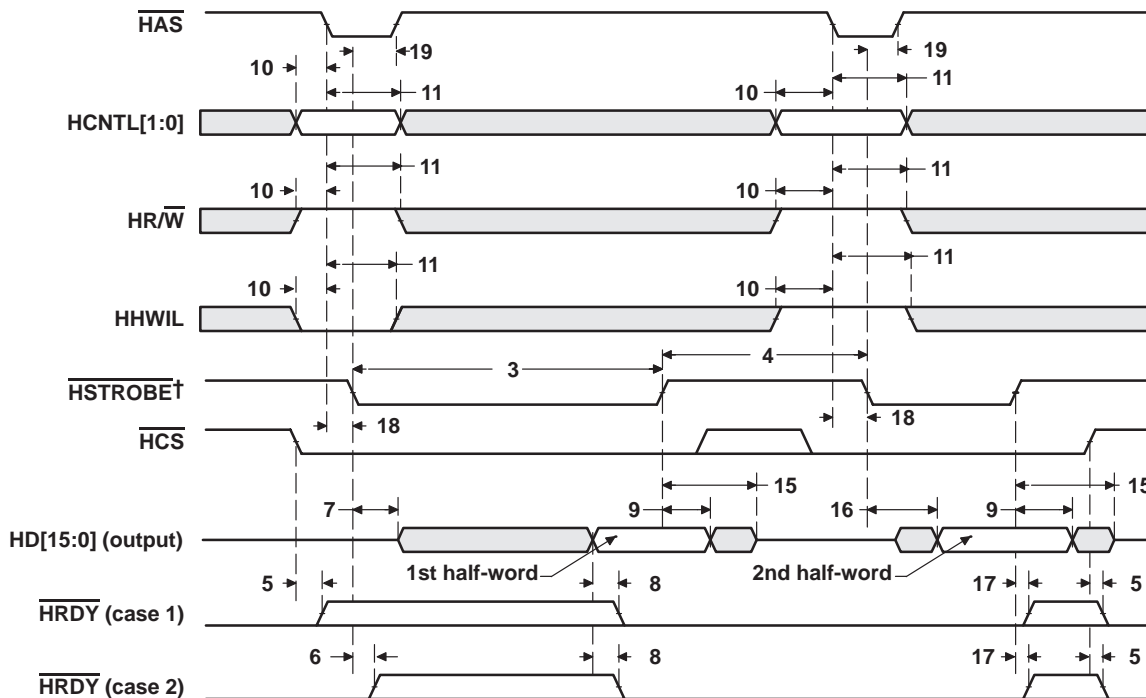 HAS
19
19
10
11
10
11
HCNTL[1:0]
11
11
10
10
HR/W
11
11
10
10
HHWIL
3
4
HSTROBE†
18
18
HCS
15
15
7
9
16
9
HD[15:0] (output)
1st half-word
2nd half-word
5
8
17
5
HRDY (case 1)
6
8
17
5
HRDY (case 2)